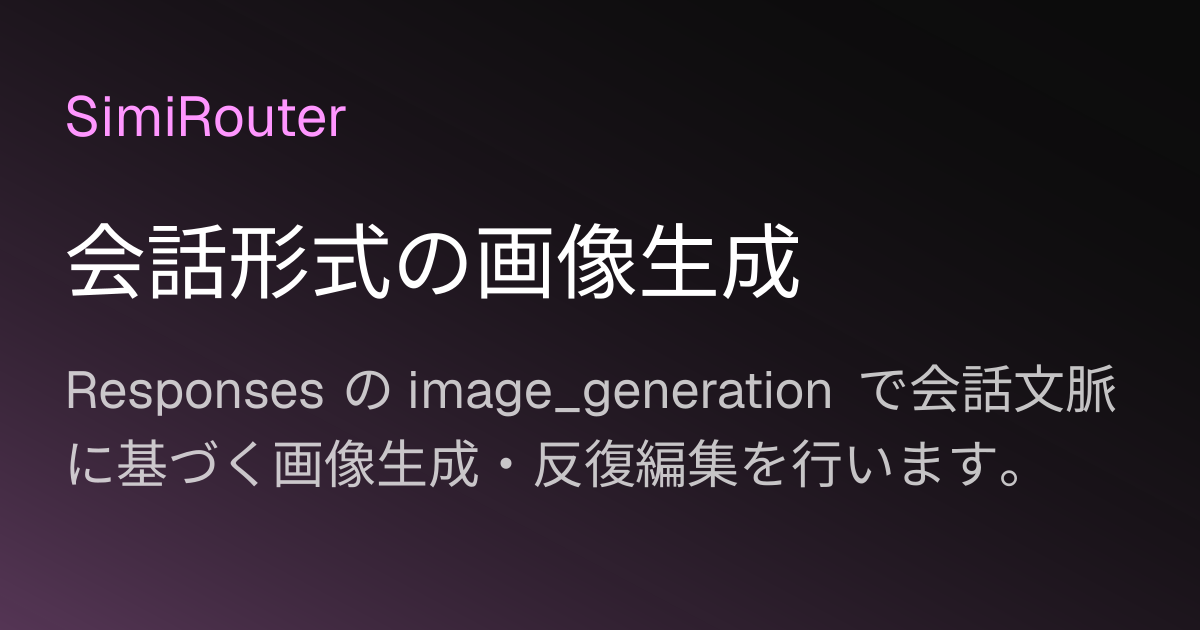 SimiRouter
会話形式の画像生成
Responses の image_generation で会話文脈
に基づく画像生成・反復編集を行います。